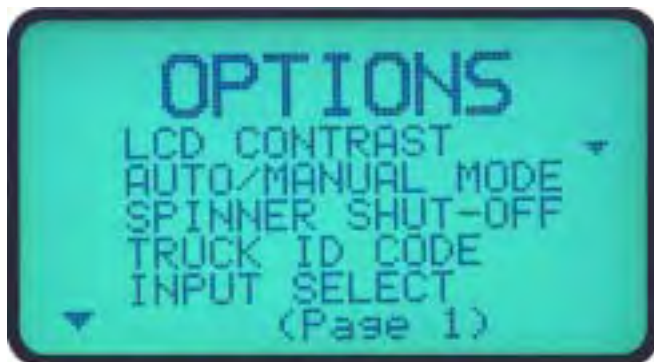 OPTIONS
LCD CONTRAST
AUTO/MANUAL MODE
SPINNER SHUT-OFF
TRUCK ID CODE
INPUT SELECT
(Page 1)